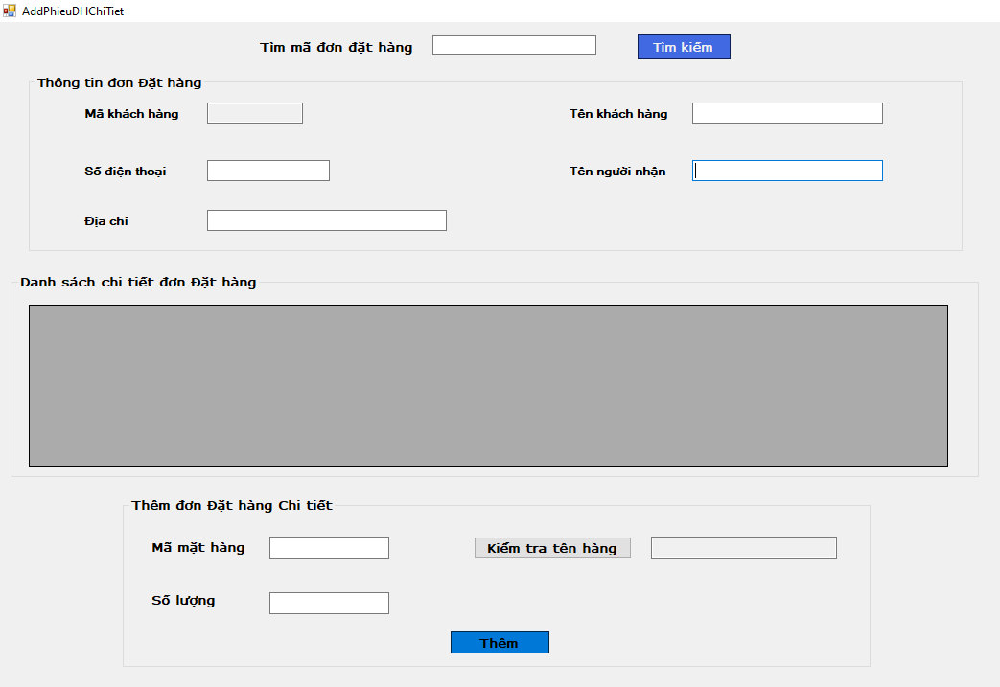 AddPhieuDHChiTiet
Tìm mã đơn đặt hàng Tìm kiếm
Thông tin đơn Đặt hàng
Mã khách hàng Tên khách hàng
Số điện thoại Tên người nhận
Địa chỉ
Danh sách chi tiết đơn Đặt hàng
Thêm đơn Đặt hàng Chi tiết
Mã mặt hàng Kiểm tra tên hàng
Số lượng
Thêm